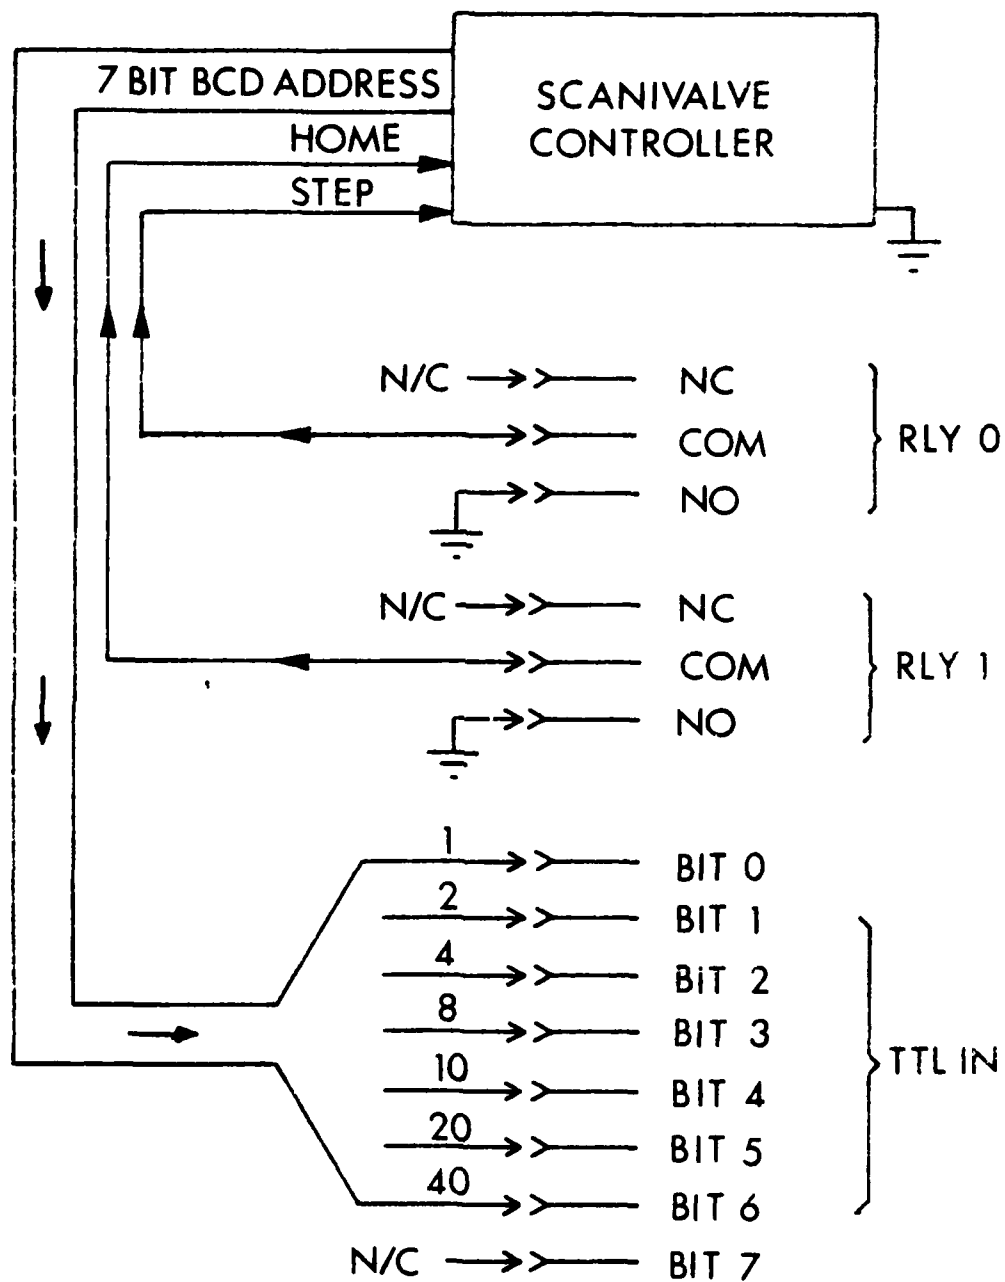 7 BIT BCD ADDRESS
SCANIVALVE
CONTROLLER
HOME
STEP
N/C NC
COM
RLY 0
NO
N/C NC
COM
RLY 1
NO
1 BIT 0
2 BIT 1
4 BIT 2
8 BIT 3
TTL IN
10 BIT 4
20 BIT 5
40 BIT 6
N/C BIT 7